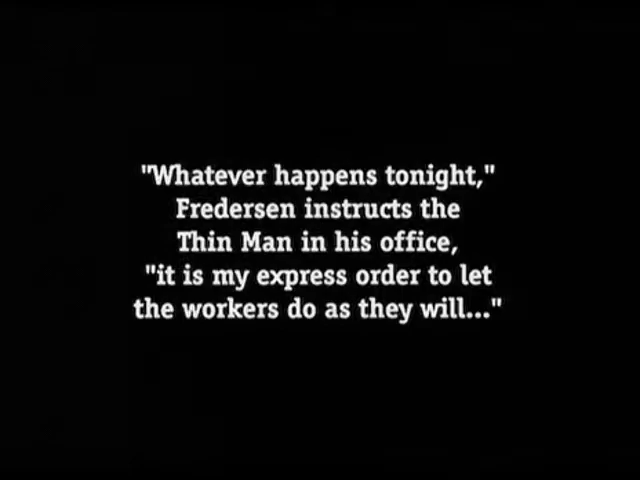 "Whatever happens tonight,"
Fredersen instructs the
Thin Man in his office,
"it is my express order to let
the workers do as they will..."